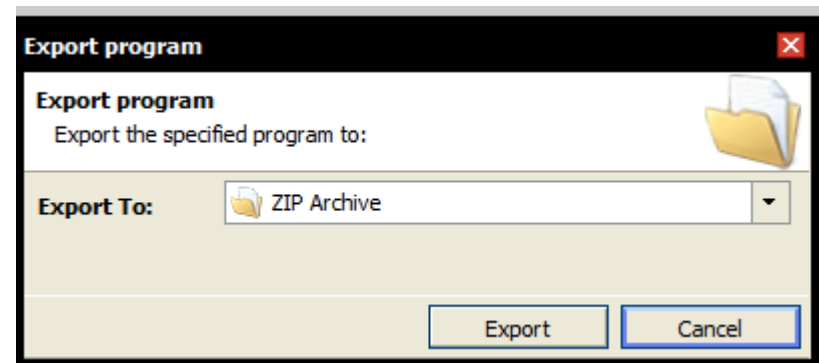 Export program
Export program
Export the specified program to:
Export To:
ZIP Archive
Export
Cancel